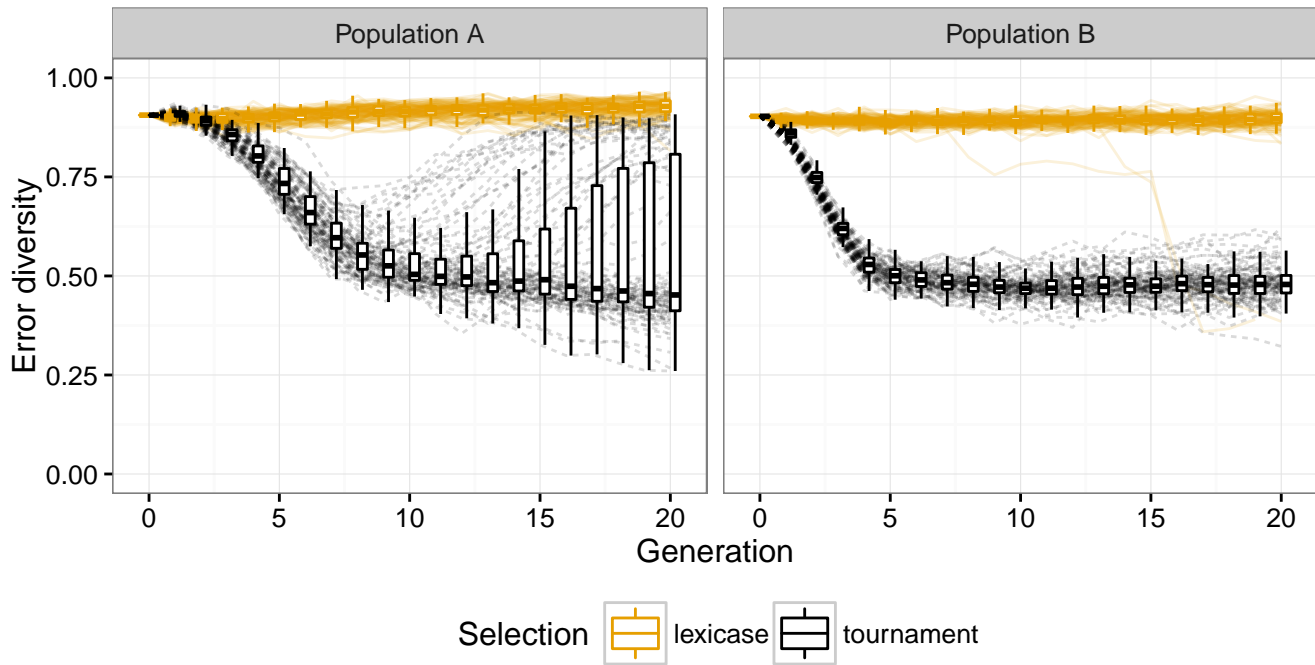 Population A Population B
1.00
0.75
0.50
0.25
0.00
Error diversity
0 5 10 15 20 0 5 10 15 20
Generation
Selection lexicase tournament